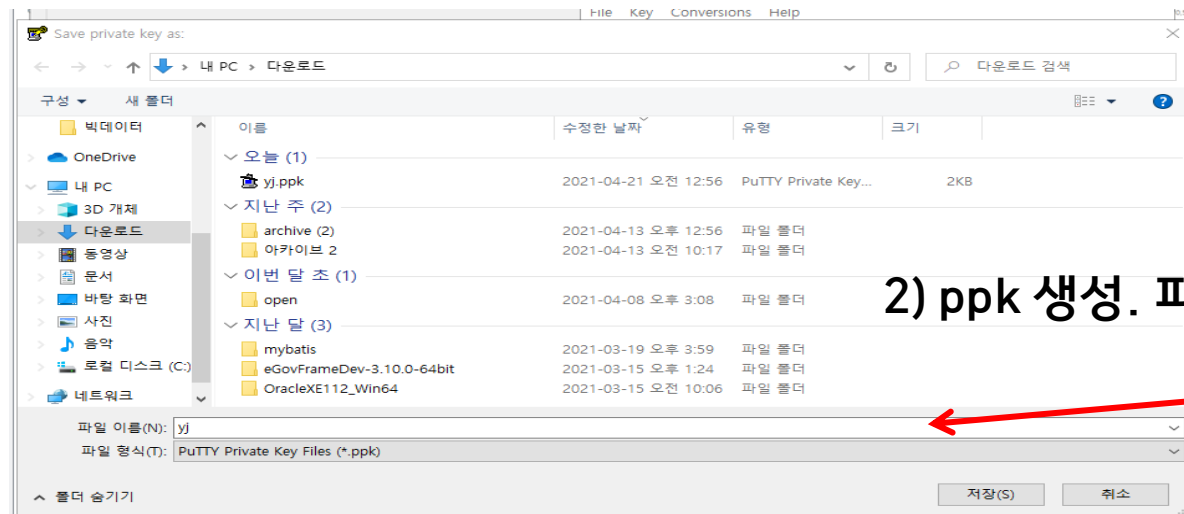 File Key Conversions Help
Save private key as:
내 PC > 다운로드
다운로드 검색
구성 새 폴더
빅데이터
OneDrive
내 PC
3D 개체
다운로드
동영상
문서
바탕 화면
사진
음악
로컬 디스크 (C:)
네트워크
이름 수정한 날짜 유형 크기
오늘 (1)
yj.ppk 2021-04-21 오전 12:56 PuTTY Private Key... 2KB
지난 주 (2)
archive (2) 2021-04-13 오후 12:56 파일 폴더
아카이브 2 2021-04-13 오전 10:17 파일 폴더
이번 달 초 (1)
open 2021-04-08 오후 3:08 파일 폴더
지난 달 (3)
mybatis 2021-03-19 오후 3:59 파일 폴더
eGovFrameDev-3.10.0-64bit 2021-03-15 오후 1:24 파일 폴더
OracleXE112_Win64 2021-03-15 오전 10:06 파일 폴더
2) ppk 생성.
파일 이름(N): yj
파일 형식(T): PuTTY Private Key Files (*.ppk)
폴더 숨기기
저장(S) 취소